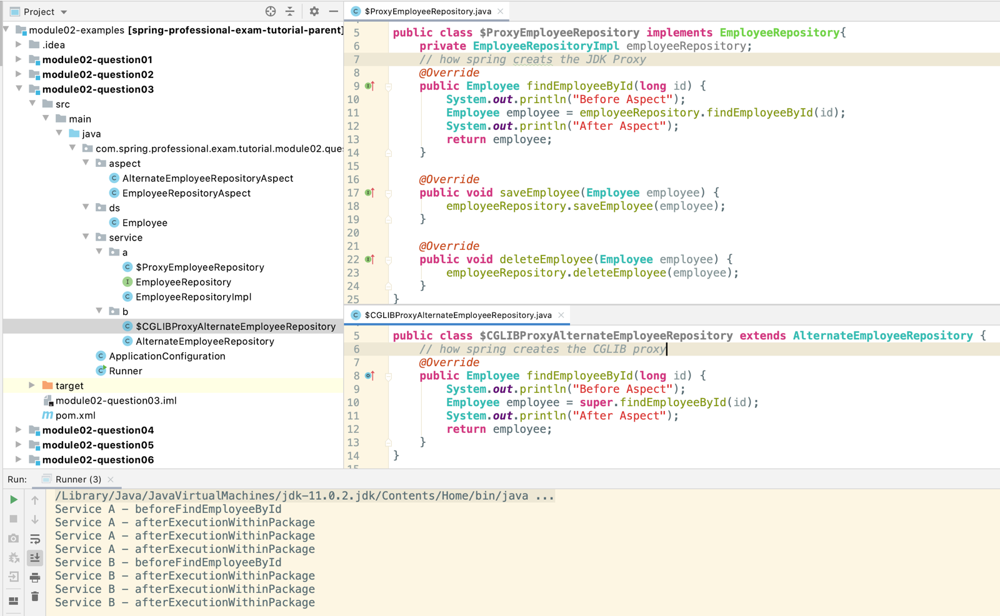 Project
module02-examples [spring-professional-exam-tutorial-parent]
.idea
module02-question01
module02-question02
module02-question03
src
main
java
com.spring.professional.exam.tutorial.module02.que
aspect
AlternateEmployeeRepositoryAspect
EmployeeRepositoryAspect
ds
Employee
service
a
$ProxyEmployeeRepository
EmployeeRepository
EmployeeRepositoryImpl
b
$CGLIBProxyAlternateEmployeeRepository
AlternateEmployeeRepository
ApplicationConfiguration
Runner
target
module02-question03.iml
pom.xml
module02-question04
module02-question05
module02-question06
$ProxyEmployeeRepository.java
5 public class $ProxyEmployeeRepository implements EmployeeRepository{
6 private EmployeeRepositoryImpl employeeRepository;
7 // how spring creats the JDK Proxy
8 @Override
9 public Employee findEmployeeById(long id) {
10 System.out.println("Before Aspect");
11 Employee employee = employeeRepository.findEmployeeById(id);
12 System.out.println("After Aspect");
13 return employee;
14 }
15
16 @Override
17 public void saveEmployee(Employee employee) {
18 employeeRepository.saveEmployee(employee);
19 }
20
21 @Override
22 public void deleteEmployee(Employee employee) {
23 employeeRepository.deleteEmployee(employee);
24 }
25 }
$CGLIBProxyAlternateEmployeeRepository.java
5 public class $CGLIBProxyAlternateEmployeeRepository extends AlternateEmployeeRepository {
6 // how spring creates the CGLIB proxy
7 @Override
8 public Employee findEmployeeById(long id) {
9 System.out.println("Before Aspect");
10 Employee employee = super.findEmployeeById(id);
11 System.out.println("After Aspect");
12 return employee;
13 }
14 }
15
Run: Runner (3)
/Library/Java/JavaVirtualMachines/jdk-11.0.2.jdk/Contents/Home/bin/java ...
Service A - beforeFindEmployeeById
Service A - afterExecutionWithinPackage
Service A - afterExecutionWithinPackage
Service A - afterExecutionWithinPackage
Service B - beforeFindEmployeeById
Service B - afterExecutionWithinPackage
Service B - afterExecutionWithinPackage
Service B - afterExecutionWithinPackage